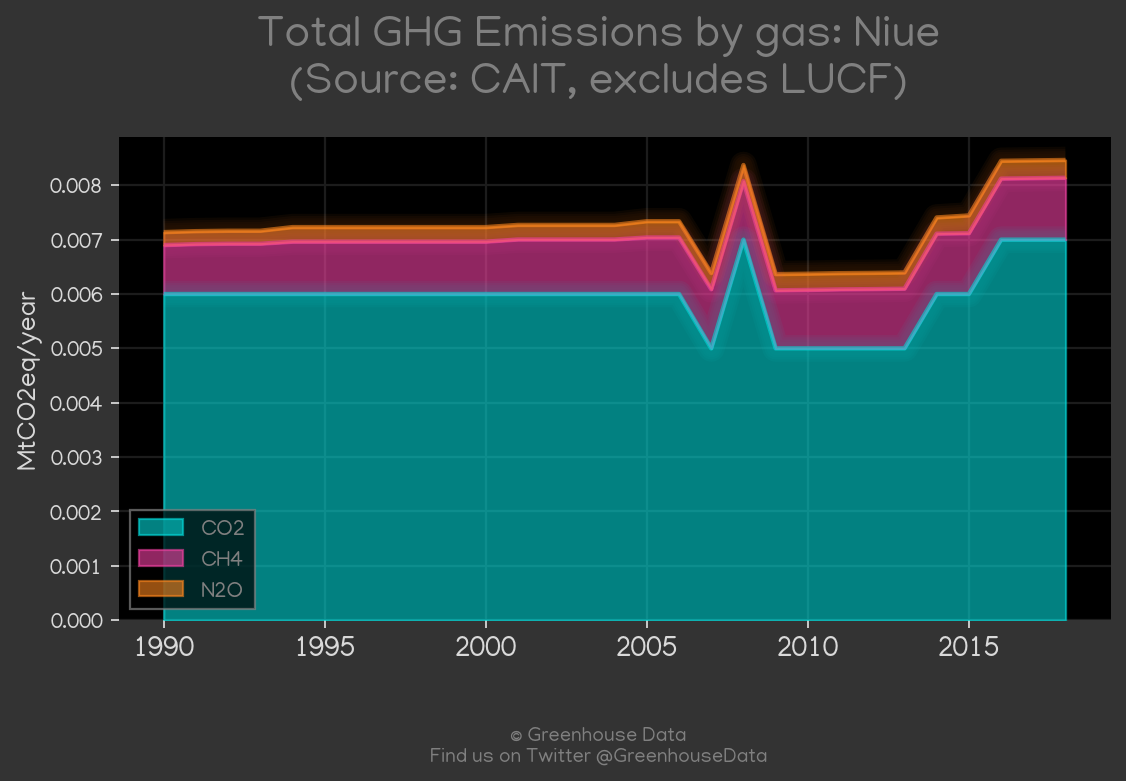 Total GHG Emissions by gas: Niue
(Source: CAIT, excludes LUCF)
MtCO2eq/year
0.008
0.007
0.006
0.005
0.004
0.003
0.002
0.001
0.000
CO2
CH4
N2O
1990 1995 2000 2005 2010 2015
© Greenhouse Data
Find us on Twitter @GreenhouseData